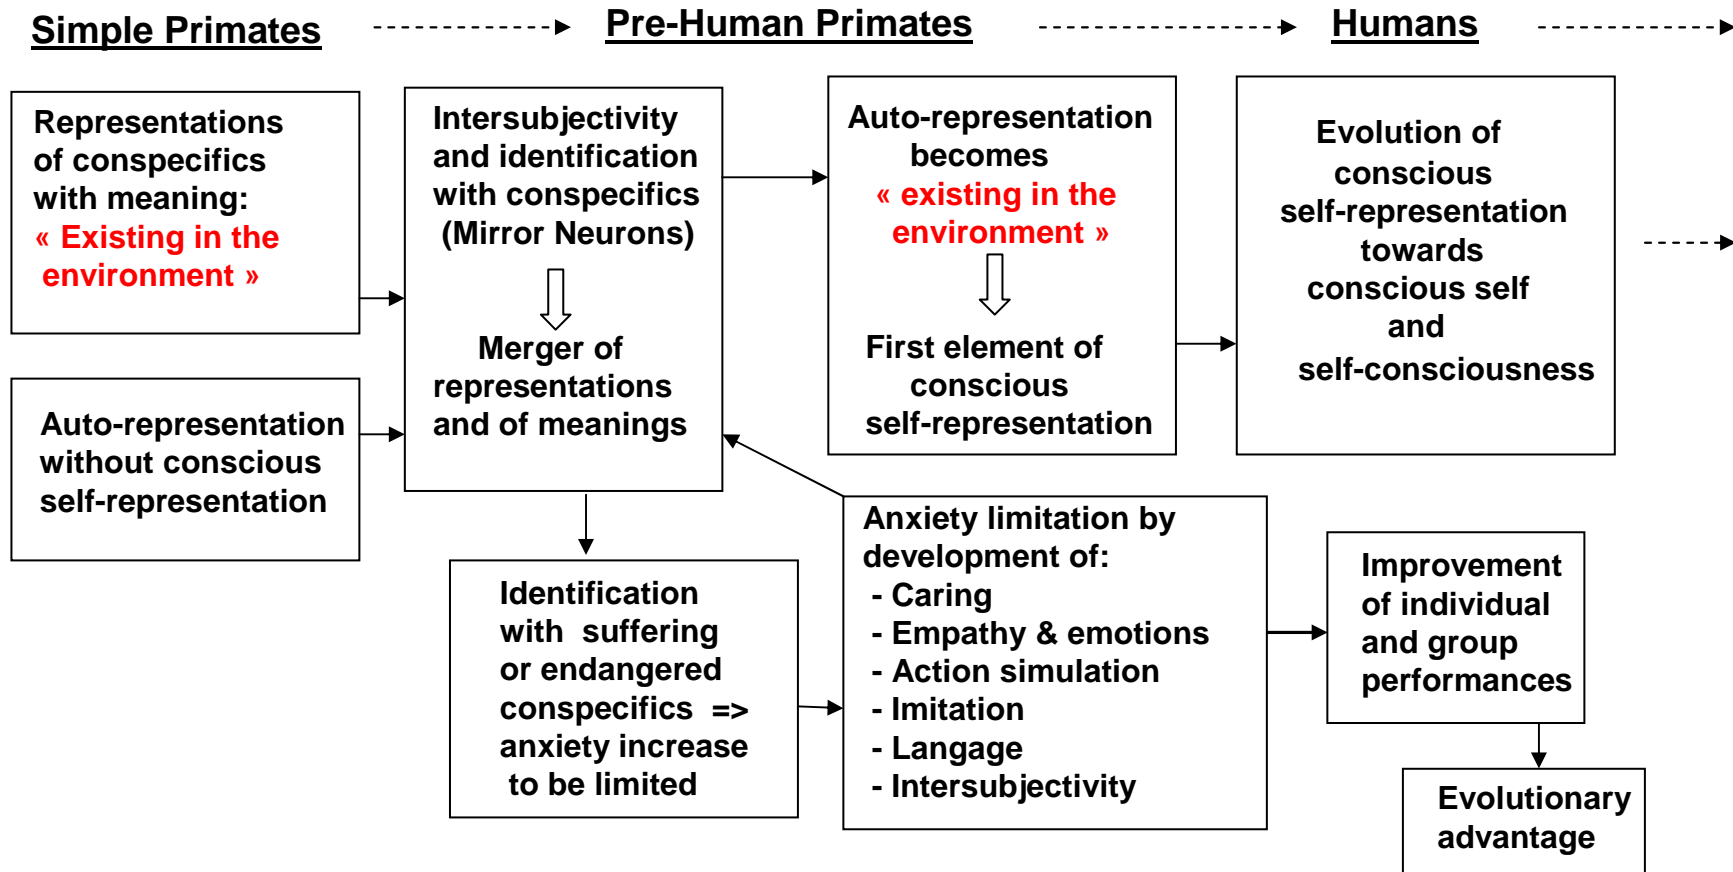 Simple Primates
Pre-Human Primates
Humans
Representations
of conspecifics
with meaning:
« Existing in the
environment »
Auto-representation
without conscious
self-representation
Intersubjectivity
and identification
with conspecifics
(Mirror Neurons)
Merger of
representations
and of meanings
Auto-representation
becomes
« existing in the
environment »
First element of
conscious
self-representation
Evolution of
conscious
self-representation
towards
conscious self
and
self-consciousness
Identification
with suffering
or endangered
conspecifics =>
anxiety increase
to be limited
Anxiety limitation by
development of:
- Caring
- Empathy & emotions
- Action simulation
- Imitation
- Langage
- Intersubjectivity
Improvement
of individual
and group
performances
Evolutionary
advantage